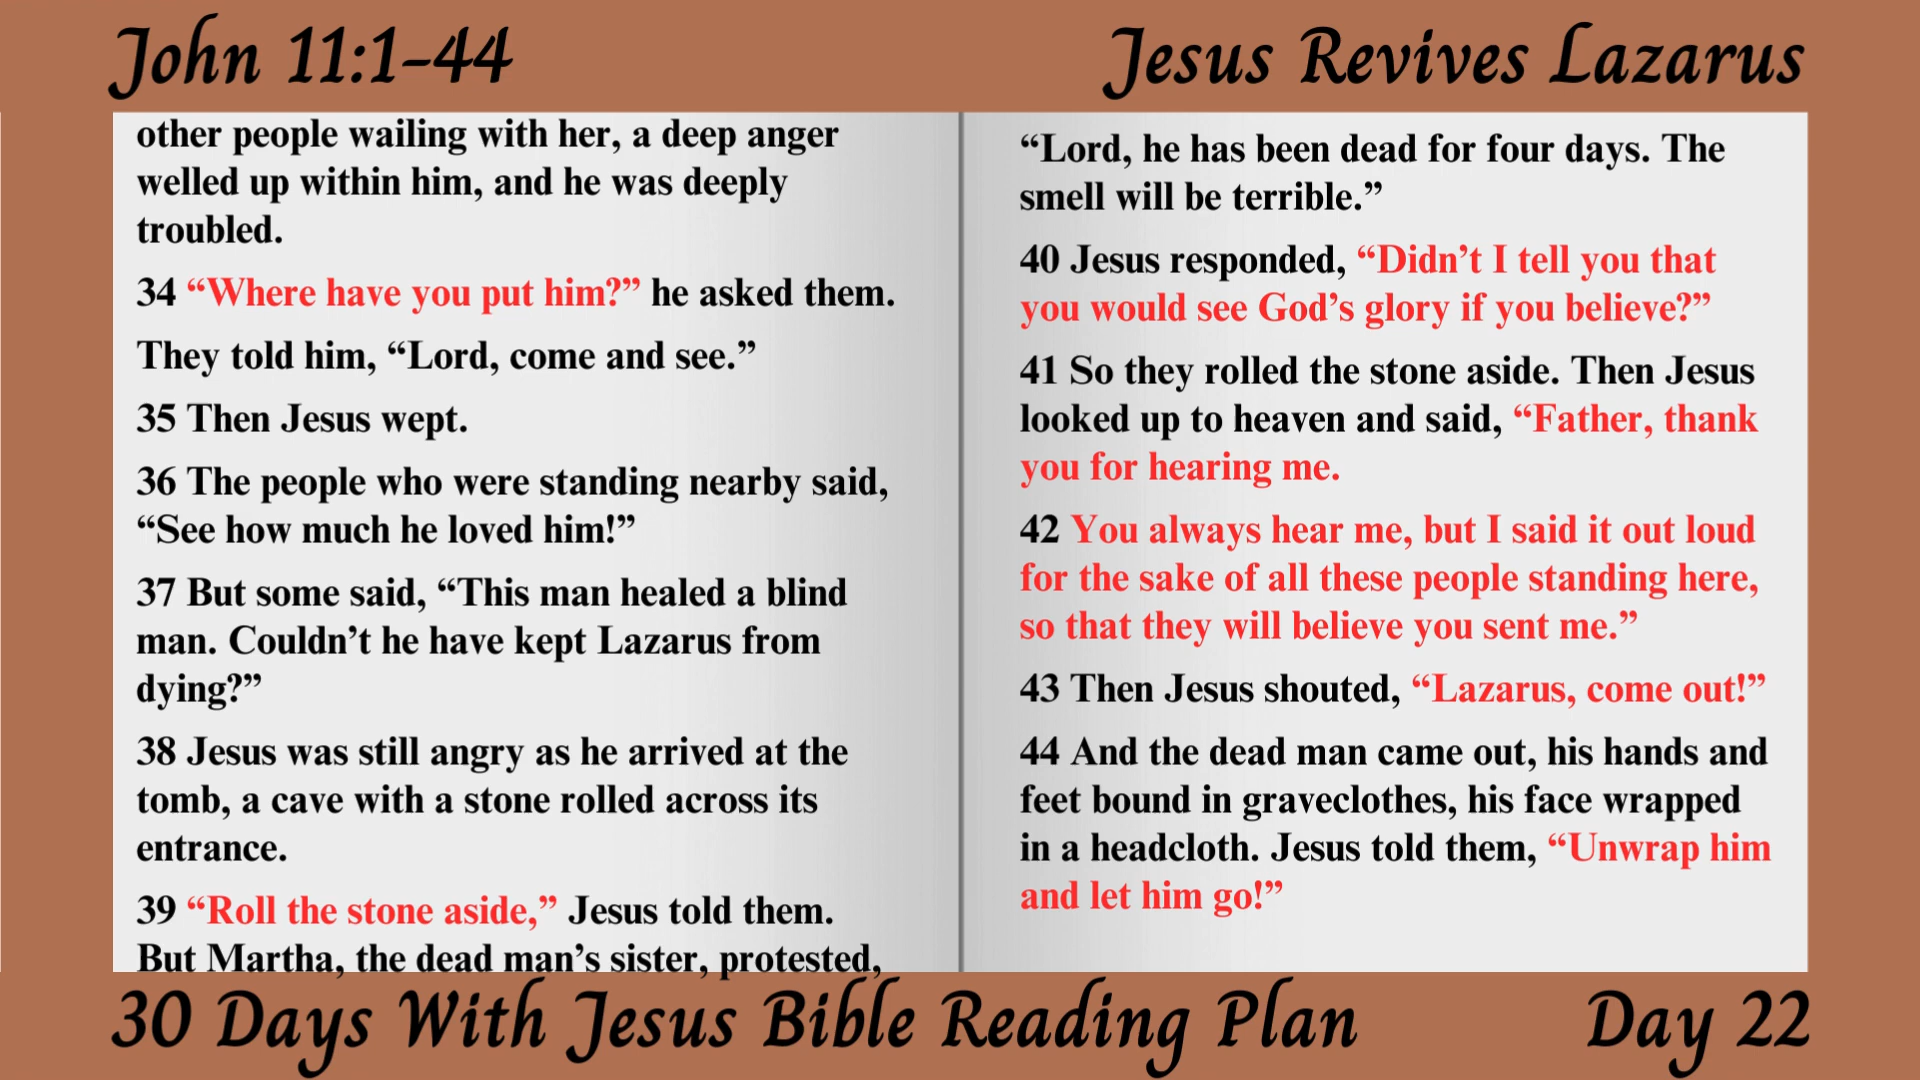 John 11:1-44
Jesus Revives Lazarus
other people wailing with her, a deep anger
welled up within him, and he was deeply
troubled.
34 “Where have you put him?” he asked them.
They told him, “Lord, come and see.”
35 Then Jesus wept.
36 The people who were standing nearby said,
“See how much he loved him!”
37 But some said, “This man healed a blind
man. Couldn’t he have kept Lazarus from
dying?”
38 Jesus was still angry as he arrived at the
tomb, a cave with a stone rolled across its
entrance.
39 “Roll the stone aside,” Jesus told them.
But Martha, the dead man’s sister, protested,
“Lord, he has been dead for four days. The
smell will be terrible.”
40 Jesus responded, “Didn’t I tell you that
you would see God’s glory if you believe?”
41 So they rolled the stone aside. Then Jesus
looked up to heaven and said, “Father, thank
you for hearing me.
42 You always hear me, but I said it out loud
for the sake of all these people standing here,
so that they will believe you sent me.”
43 Then Jesus shouted, “Lazarus, come out!”
44 And the dead man came out, his hands and
feet bound in graveclothes, his face wrapped
in a headcloth. Jesus told them, “Unwrap him
and let him go!”
30 Days With Jesus Bible Reading Plan
Day 22